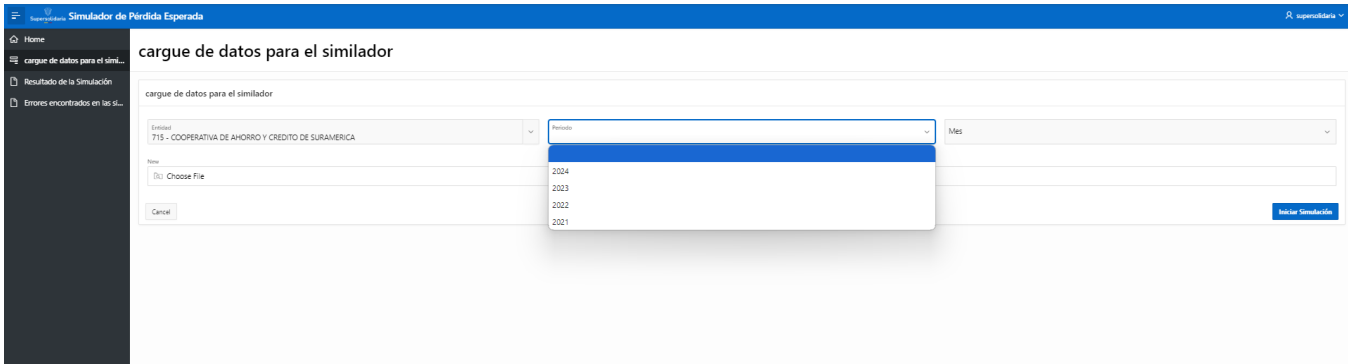 Supersolidaria Simulador de Pérdida Esperada
supersolidaria
Home
cargue de datos para el simi...
Resultado de la Simulación
Errores encontrados en las si...
cargue de datos para el similador
cargue de datos para el similador
Entidad
715 - COOPERATIVA DE AHORRO Y CREDITO DE SURAMERICA
Periodo
Mes
2024
2023
2022
2021
New
Choose File
Cancel
Iniciar Simulación